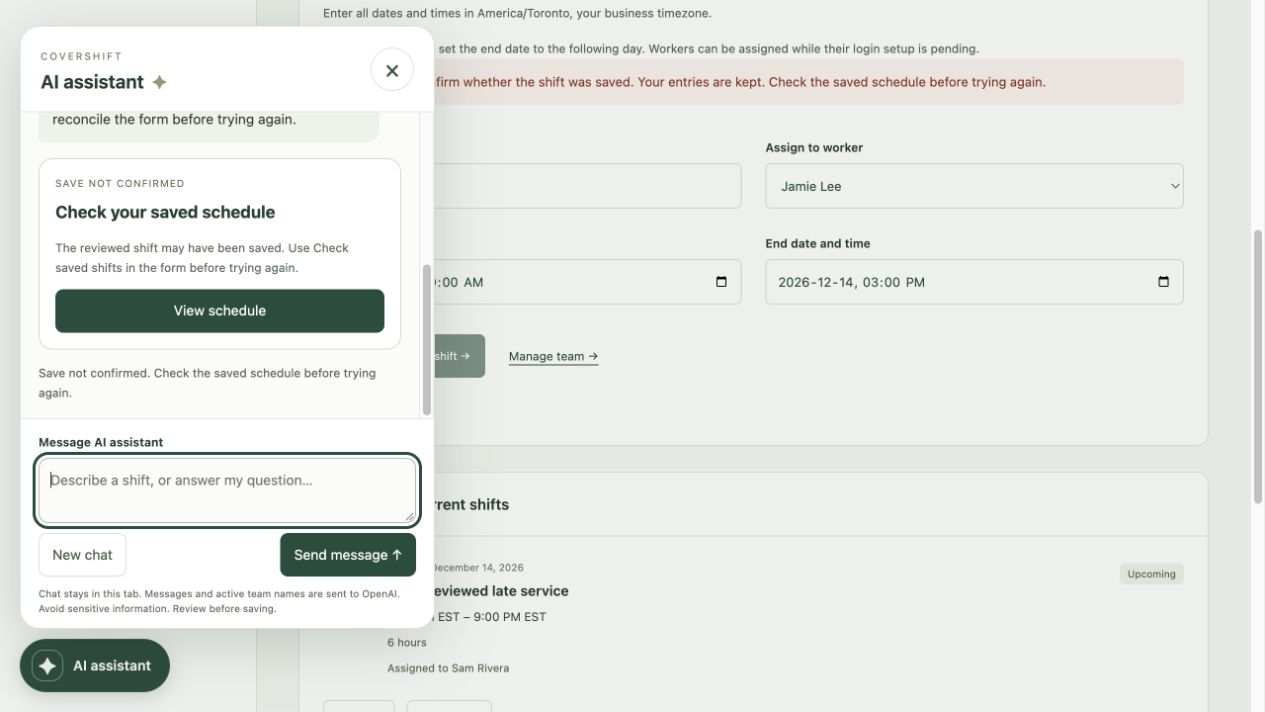 Enter all dates and times in America/Toronto, your business timezone.
set the end date to the following day. Workers can be assigned while their login setup is pending.
whether the shift was saved. Your entries are kept. Check the saved schedule before trying again.
COVERSHIFT
AI assistant
reconcile the form before trying again.
SAVE NOT CONFIRMED
Check your saved schedule
The reviewed shift may have been saved. Use Check
saved shifts in the form before trying again.
View schedule
Save not confirmed. Check the saved schedule before trying
again.
Message AI assistant
Describe a shift, or answer my question...
New chat
Send message ↑
Chat stays in this tab. Messages and active team names are sent to OpenAI.
Avoid sensitive information. Review before saving.
AI assistant
Assign to worker
Jamie Lee
End date and time
:00 AM
2026-12-14, 03:00 PM
shift →
Manage team →
shifts
December 14, 2026
Upcoming
late service
EST – 9:00 PM EST
6 hours
Assigned to Sam Rivera